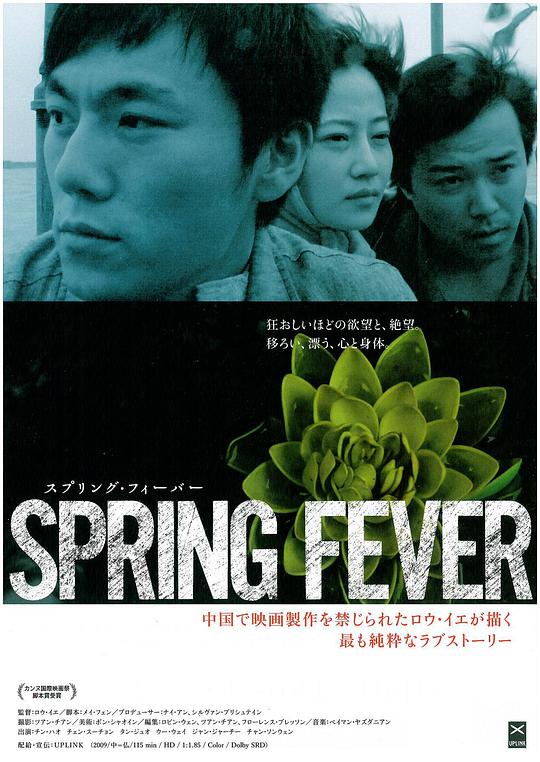 狂おしいほどの欲望と、絶望。
移ろい、漂う、心と身体。
スプリング・フィーバー
SPRING FEVER
中国で映画製作を禁じられたロウ・イエが描く
最も純粋なラブストーリー
カンヌ国際映画祭
脚本賞受賞
監督:ロウ・イエ/脚本:メイ・フェン/プロデューサー:ナイ・アン、シルヴァン・ブリシュテイン
撮影:ツアン・チアン/美術:ポン・シャオイン/編集:ロビン・ウェン、ツアン・チアン、フローレンス・ブレッソン/音楽:ペイマン・ヤズダニアン
出演:チン・ハオ チェン・スーチョン タン・ジュオ ウー・ウェイ ジャン・ジャーチー チャン・ソンウェン
配給・宣伝:UPLINK (2009/中=仏/115 min / HD / 1:1.85 / Color / Dolby SRD)
UPLINK